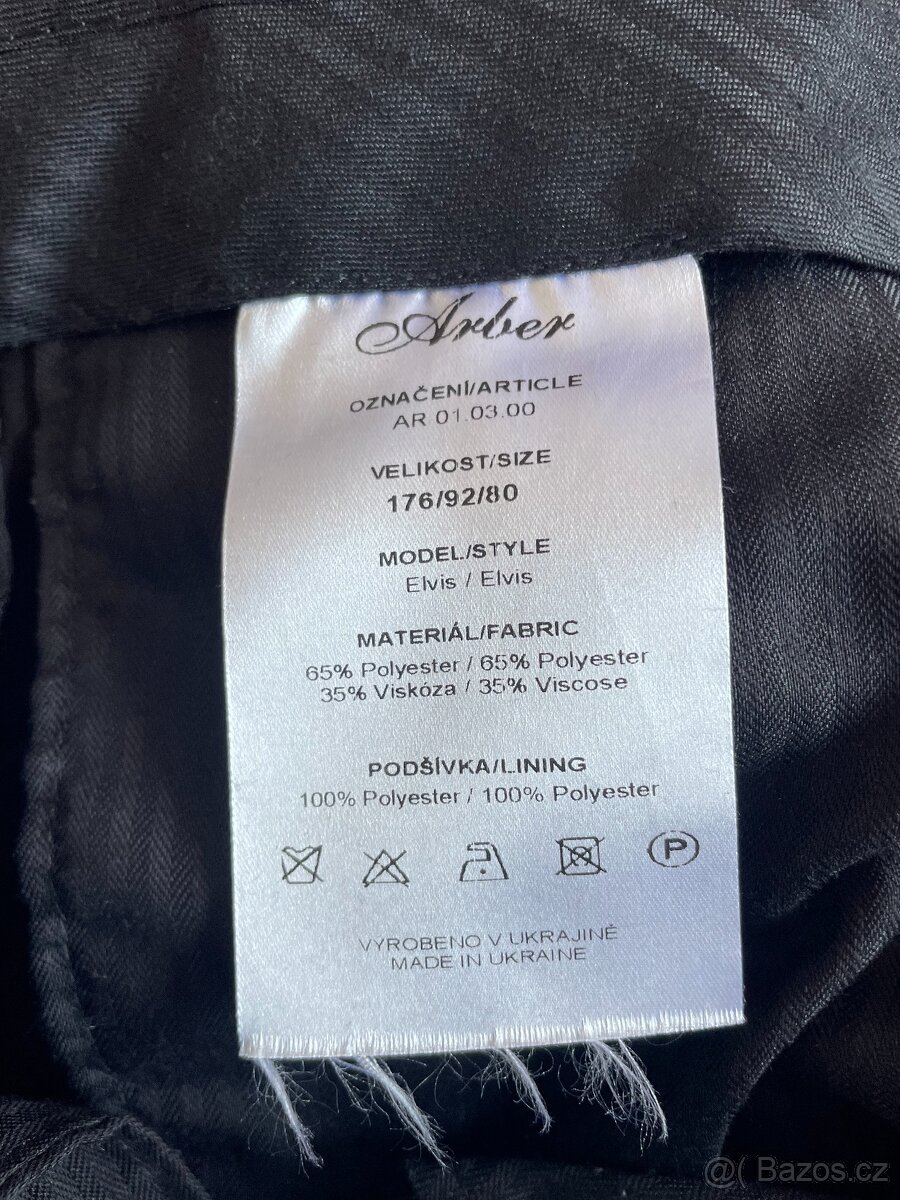 Arber
OZNAČENÍ/ARTICLE
AR 01.03.00
VELIKOST/SIZE
176/92/80
MODEL/STYLE
Elvis / Elvis
MATERIÁL/FABRIC
65% Polyester / 65% Polyester
35% Viskóza / 35% Viscose
PODŠÍVKA/LINING
100% Polyester / 100% Polyester
P
VYROBENO V UKRAJINĚ
MADE IN UKRAINE
@( Bazos.cz